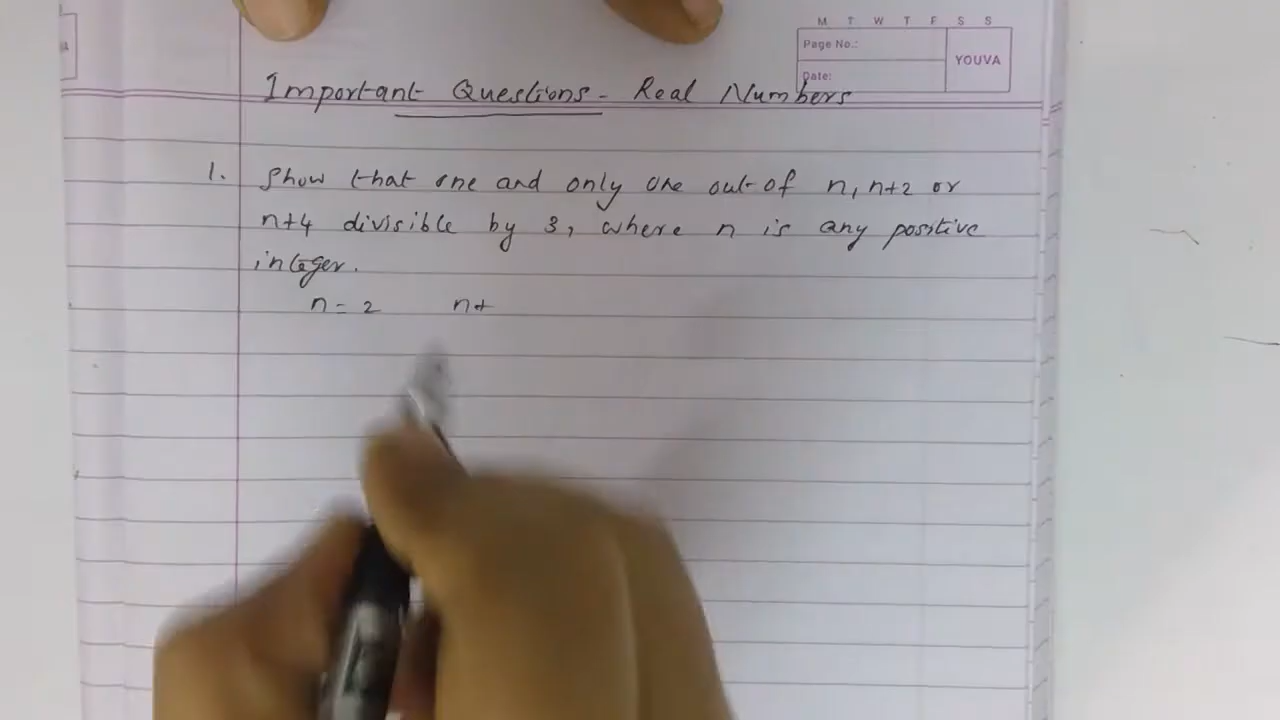 M T W T F S S
Page No.:
YOUVA
Date:
Important Questions - Real Numbers
1. Show that one and only one out of n, n+2 or
n+4 divisible by 3, where n is any positive
integer.
n = 2 n+